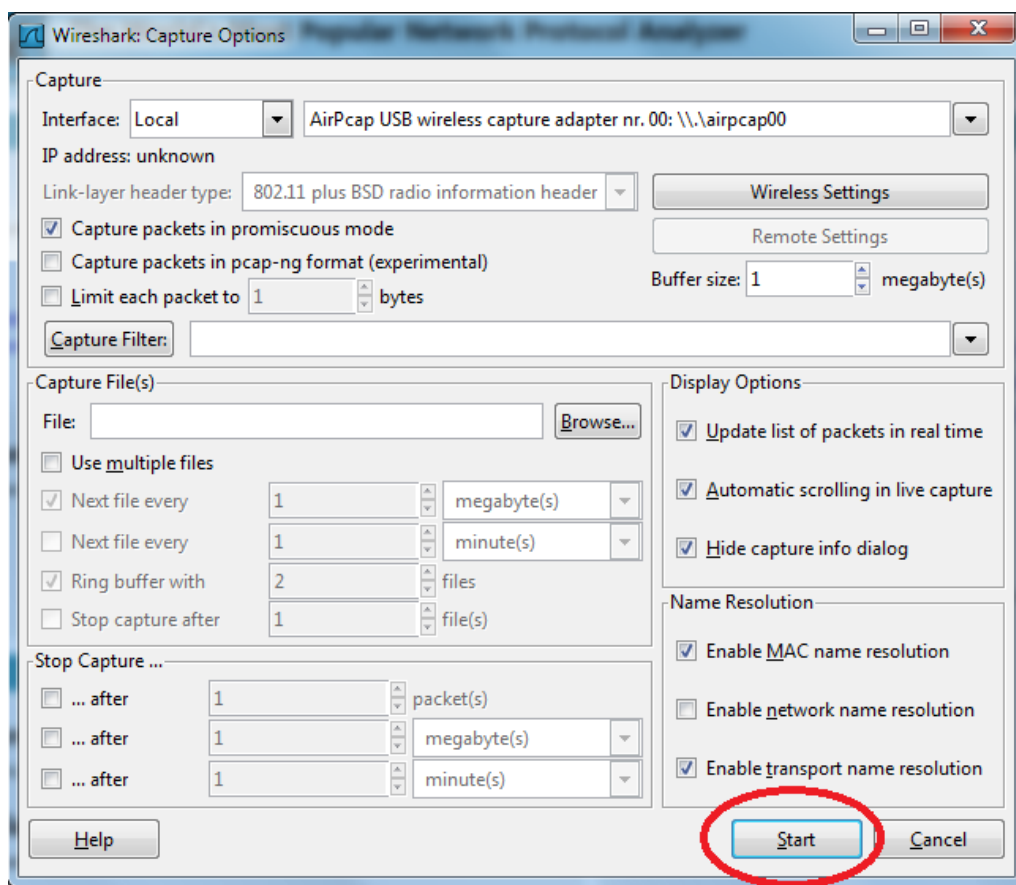 Wireshark: Capture Options
Popular Network Protocol Analyzer
Capture
Interface: Local AirPcap USB wireless capture adapter nr. 00: \\.\airpcap00
IP address: unknown
Link-layer header type: 802.11 plus BSD radio information header Wireless Settings
Capture packets in promiscuous mode Remote Settings
Capture packets in pcap-ng format (experimental)
Buffer size: 1 megabyte(s)
Limit each packet to 1 bytes
Capture Filter:
Capture File(s)
File: Browse...
Use multiple files
Next file every 1 megabyte(s)
Next file every 1 minute(s)
Ring buffer with 2 files
Stop capture after 1 file(s)
Stop Capture ...
... after 1 packet(s)
... after 1 megabyte(s)
... after 1 minute(s)
Display Options
Update list of packets in real time
Automatic scrolling in live capture
Hide capture info dialog
Name Resolution
Enable MAC name resolution
Enable network name resolution
Enable transport name resolution
Help Start Cancel